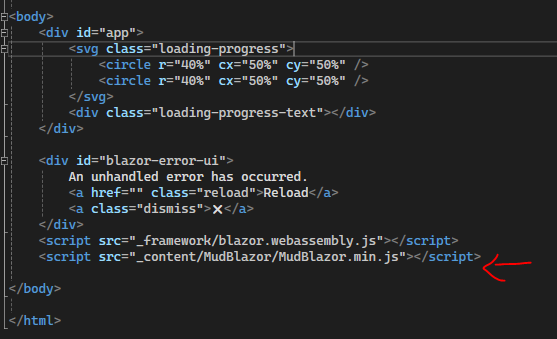 <body>
<div id="app">
<svg class="loading-progress">
<circle r="40%" cx="50%" cy="50%" />
<circle r="40%" cx="50%" cy="50%" />
</svg>
<div class="loading-progress-text"></div>
</div>
<div id="blazor-error-ui">
An unhandled error has occurred.
<a href="" class="reload">Reload</a>
<a class="dismiss">🗙</a>
</div>
<script src="_framework/blazor.webassembly.js"></script>
<script src="_content/MudBlazor/MudBlazor.min.js"></script>
</body>
</html>